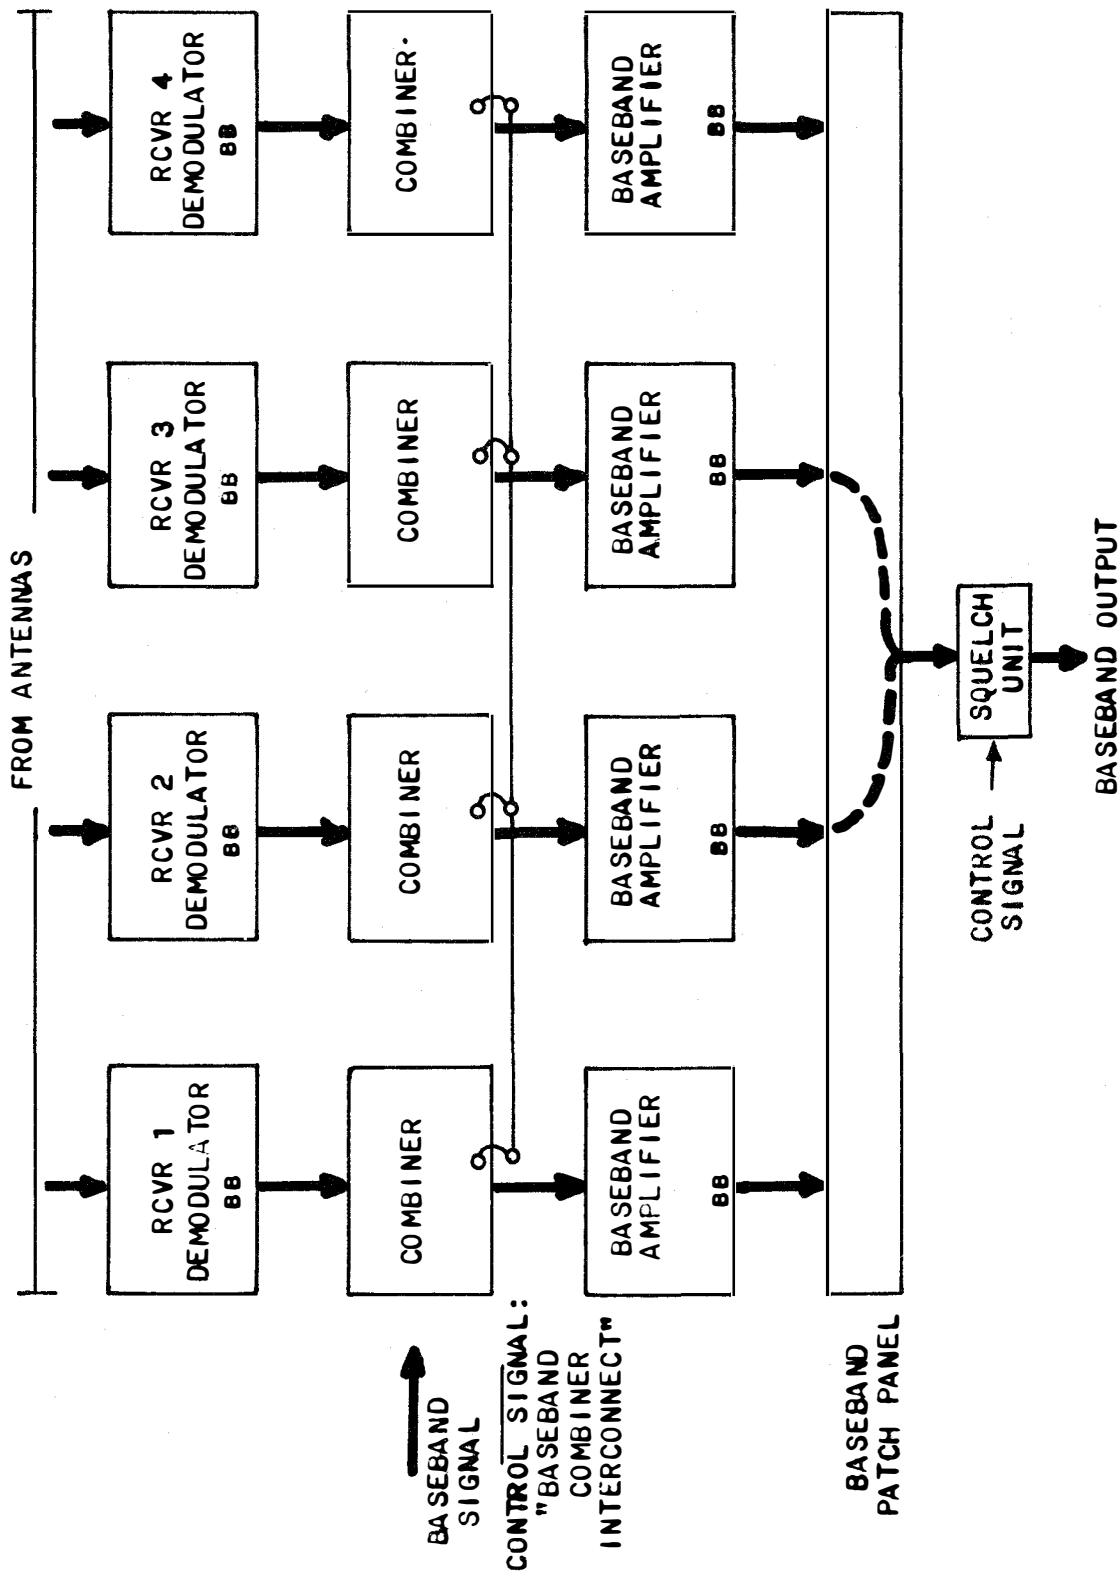 FROM ANTENNAS
RCVR 1
DEMODULATOR
BB
RCVR 2
DEMODULATOR
BB
RCVR 3
DEMODULATOR
BB
RCVR 4
DEMODULATOR
BB
BASEBAND
SIGNAL
COMBINER
COMBINER
COMBINER
COMBINER
CONTROL SIGNAL:
"BASEBAND
COMBINER
INTERCONNECT"
BASEBAND
AMPLIFIER
BB
BASEBAND
AMPLIFIER
BB
BASEBAND
AMPLIFIER
BB
BASEBAND
AMPLIFIER
BB
BASEBAND
PATCH PANEL
CONTROL
SIGNAL
SQUELCH
UNIT
BASEBAND OUTPUT